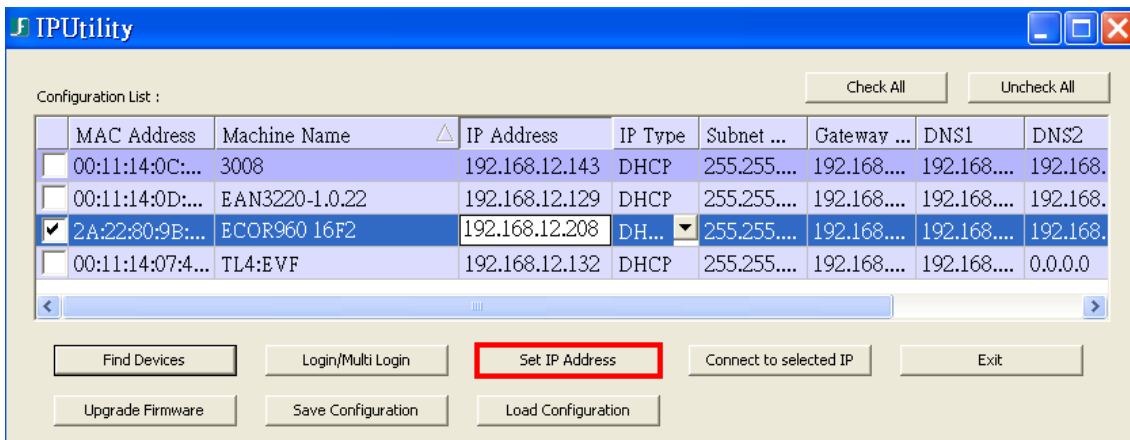 IPUtility
Check All Uncheck All
Configuration List :
MAC Address Machine Name IP Address IP Type Subnet ... Gateway ... DNS1 DNS2
00:11:14:0C:... 3008 192.168.12.143 DHCP 255.255.... 192.168.... 192.168.... 192.168.
00:11:14:0D:... EAN3220-1.0.22 192.168.12.129 DHCP 255.255.... 192.168.... 192.168.... 192.168.
2A:22:80:9B:... ECOR960 16F2 192.168.12.208 DH... 255.255.... 192.168.... 192.168.... 192.168.
00:11:14:07:4... TL4:EVF 192.168.12.132 DHCP 255.255.... 192.168.... 192.168.... 0.0.0.0
Find Devices Login/Multi Login Set IP Address Connect to selected IP Exit
Upgrade Firmware Save Configuration Load Configuration